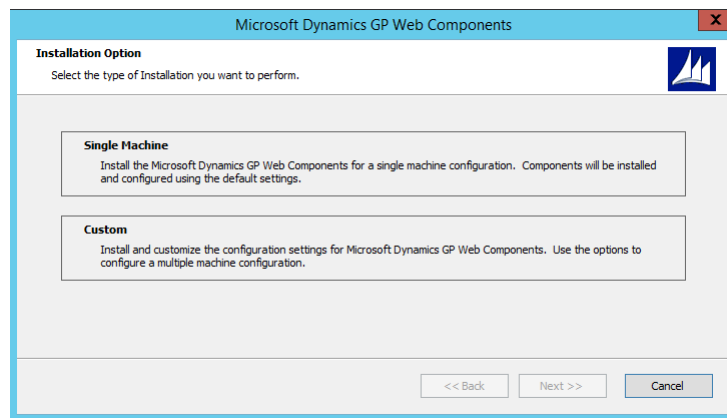 Microsoft Dynamics GP Web Components
X
Installation Option
Select the type of Installation you want to perform.
Single Machine
Install the Microsoft Dynamics GP Web Components for a single machine configuration. Components will be installed
and configured using the default settings.
Custom
Install and customize the configuration settings for Microsoft Dynamics GP Web Components. Use the options to
configure a multiple machine configuration.
<< Back
Next >>
Cancel